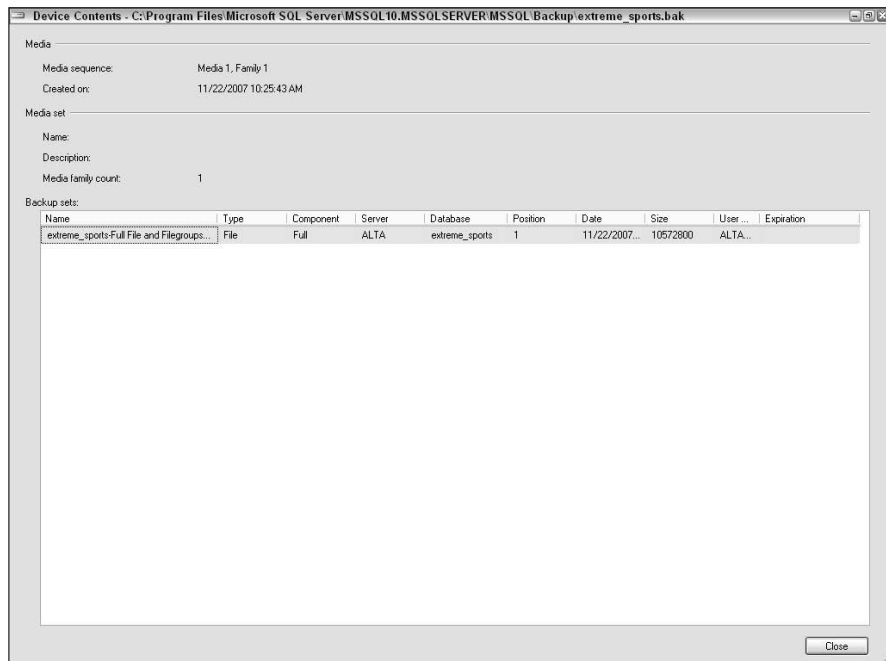 Device Contents - C:\Program Files\Microsoft SQL Server\MSSQL10.MSSQLSERVER\MSSQL\Backup\extreme_sports.bak
Media
Media sequence: Media 1, Family 1
Created on: 11/22/2007 10:25:43 AM
Media set
Name:
Description:
Media family count: 1
Backup sets:
Name Type Component Server Database Position Date Size User ... Expiration
extreme_sports-Full File and Filegroups... File Full ALTA extreme_sports 1 11/22/2007... 10572800 ALTA...
Close